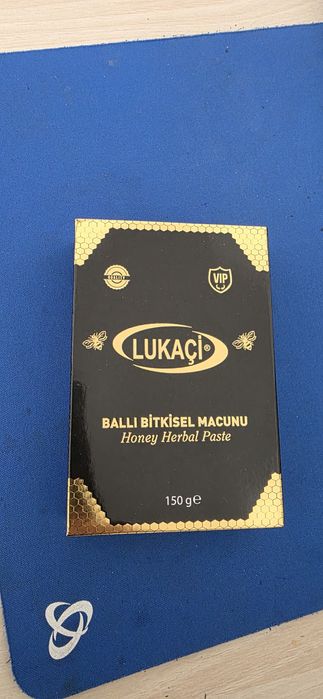 QUALITY
VIP
LUKAÇİ®
BALLI BİTKİSEL MACUNU
Honey Herbal Paste
150 g℮